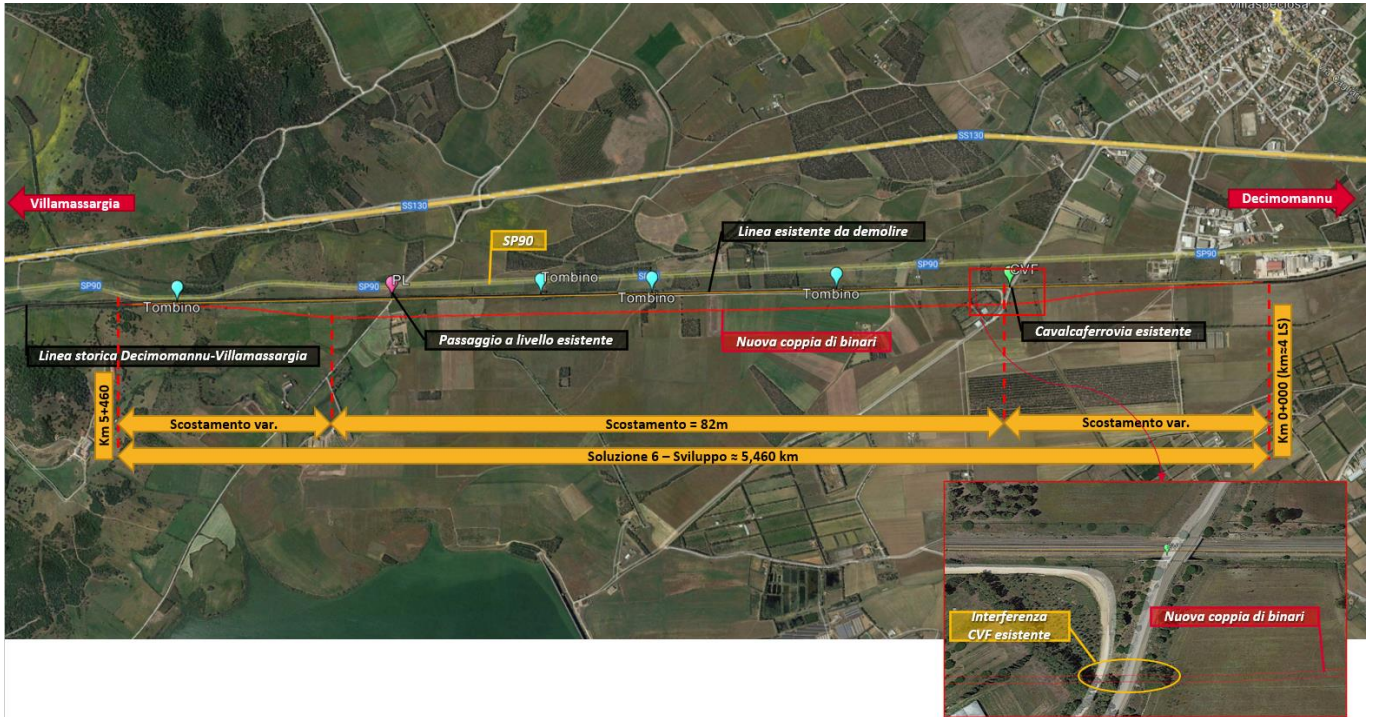 Villaspeciosa
SS130
Villamassargia
Decimomannu
SS130
Linea esistente da demolire
SP90
SP90
SP90
CVF
PL
Tombino
SP90
SP90
SP90
Tombino
Tombino
Tombino
Cavalcaferrovia esistente
Passaggio a livello esistente
Nuova coppia di binari
Linea storica Decimomannu-Villamassargia
Km 5+460
Km 0+000 (km≈4 LS)
Scostamento var.
Scostamento = 82m
Scostamento var.
Soluzione 6 – Sviluppo ≈ 5,460 km
Interferenza
CVF esistente
Nuova coppia di binari